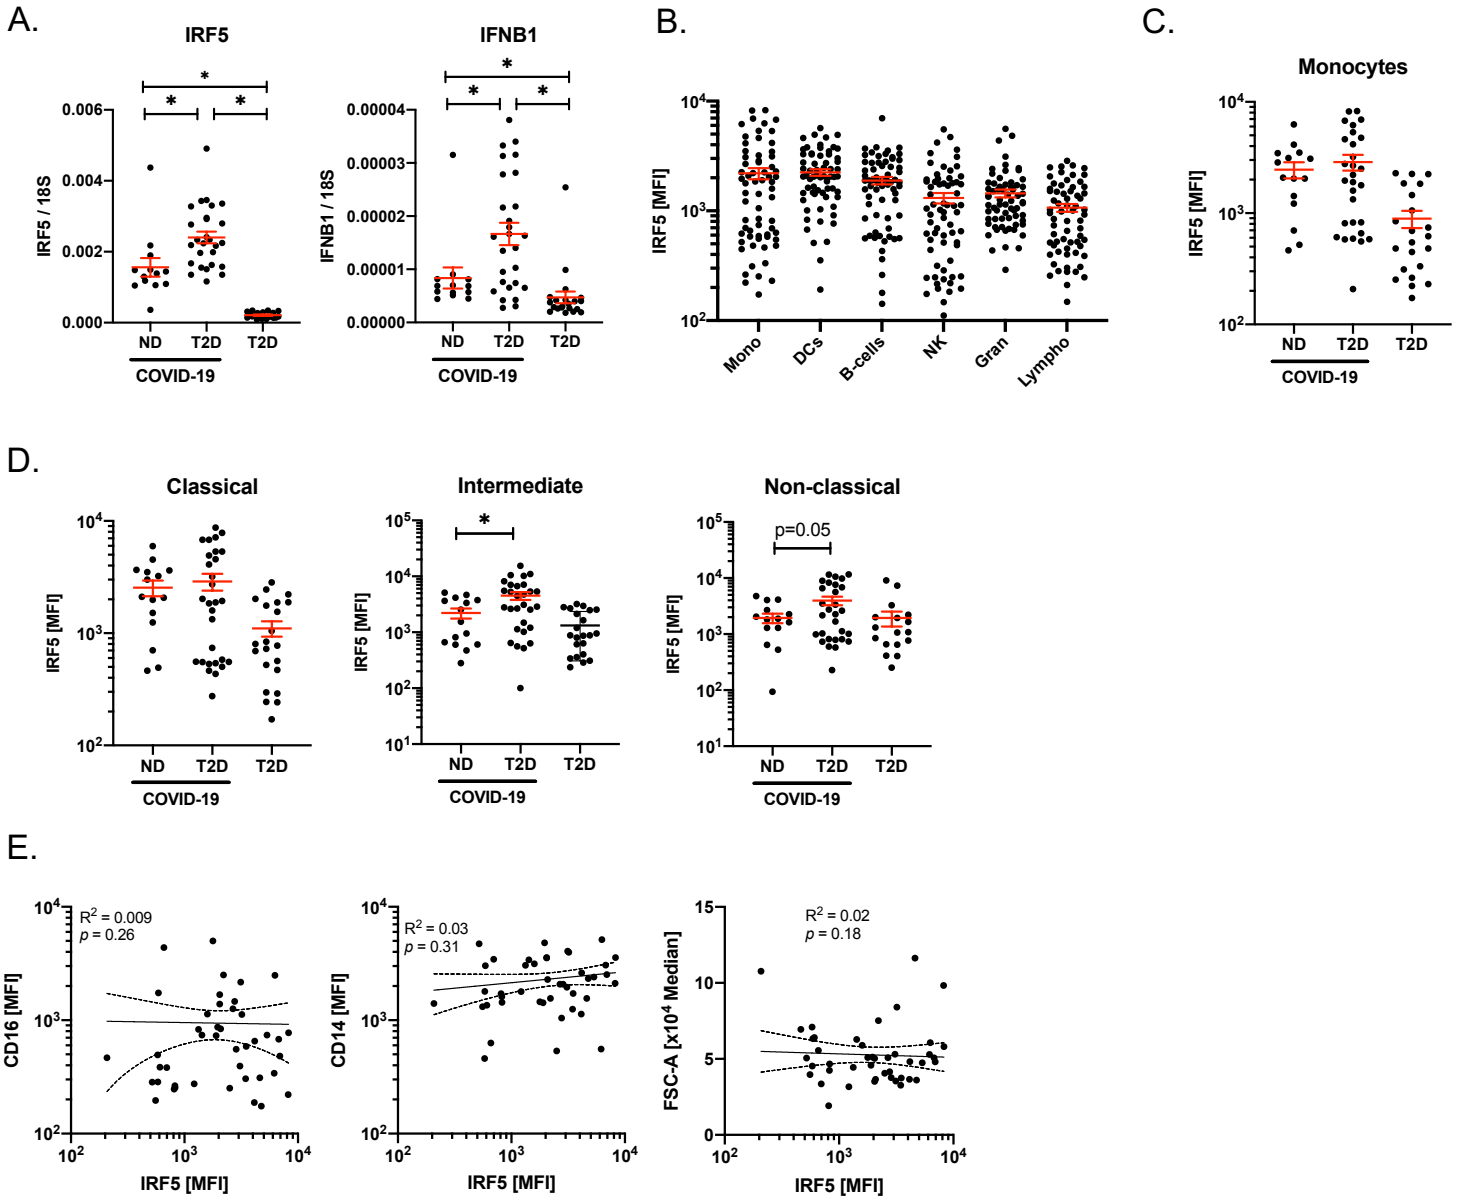 A.
IRF5
IRF5 / 18S
0.006
0.004
0.002
0.000
* * *
ND T2D T2D
COVID-19
IFNB1
IFNB1 / 18S
0.00004
0.00003
0.00002
0.00001
0.00000
* * *
ND T2D T2D
COVID-19
B.
IRF5 [MFI]
10⁴
10³
10²
Mono DCs B-cells NK Gran Lympho
C.
Monocytes
IRF5 [MFI]
10⁴
10³
10²
ND T2D T2D
COVID-19
D.
Classical
IRF5 [MFI]
10⁴
10³
10²
ND T2D T2D
COVID-19
Intermediate
IRF5 [MFI]
10⁵
10⁴
10³
10²
10¹
*
ND T2D T2D
COVID-19
Non-classical
IRF5 [MFI]
10⁵
10⁴
10³
10²
10¹
p=0.05
ND T2D T2D
COVID-19
E.
CD16 [MFI]
10⁴
10³
10²
R² = 0.009
p = 0.26
10² 10³ 10⁴
IRF5 [MFI]
CD14 [MFI]
10⁴
10³
10²
R² = 0.03
p = 0.31
10² 10³ 10⁴
IRF5 [MFI]
FSC-A [x10⁴ Median]
15
10
5
0
R² = 0.02
p = 0.18
10² 10³ 10⁴
IRF5 [MFI]